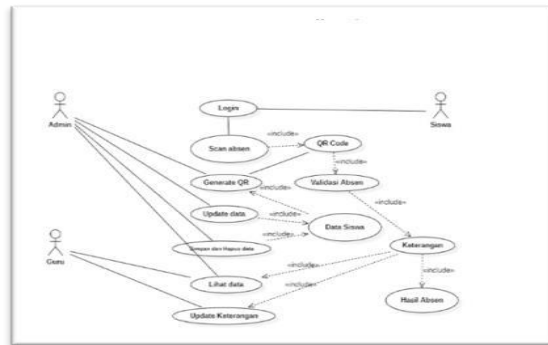 Login
Admin
Siswa
Scan absen
«include»
QR Code
«include»
Generate QR
«include»
Validasi Absen
Update data
«include»
Data Siswa
«include»
Simpan dan Hapus data
«include»
Guru
Keterangan
Lihat data
«include»
«include»
«include»
Update Keterangan
Hasil Absen